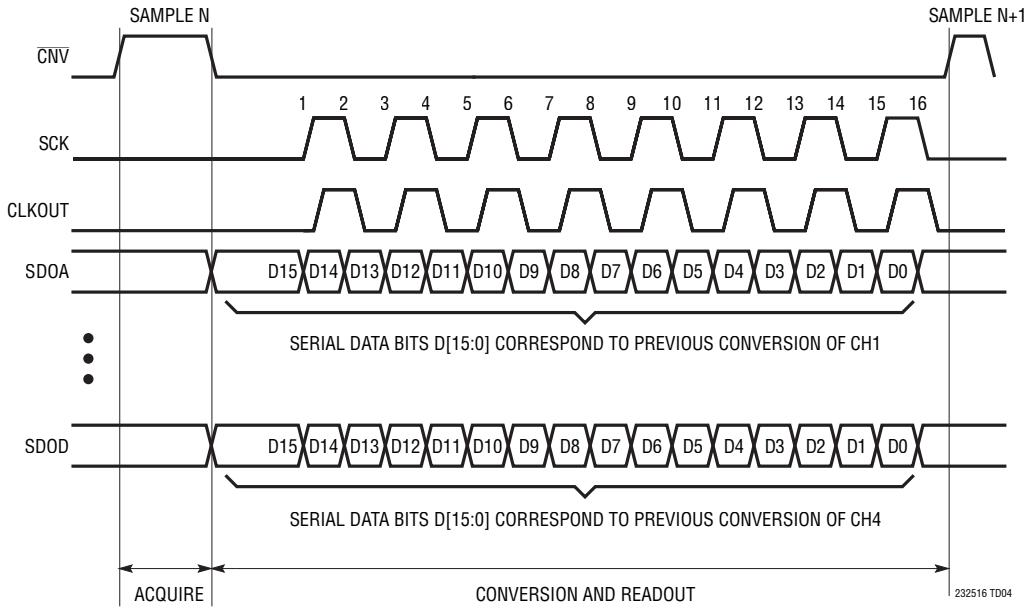 SAMPLE N SAMPLE N+1
CNV
1 2 3 4 5 6 7 8 9 10 11 12 13 14 15 16
SCK
CLKOUT
SDOA D15 D14 D13 D12 D11 D10 D9 D8 D7 D6 D5 D4 D3 D2 D1 D0
SERIAL DATA BITS D[15:0] CORRESPOND TO PREVIOUS CONVERSION OF CH1
SDOD D15 D14 D13 D12 D11 D10 D9 D8 D7 D6 D5 D4 D3 D2 D1 D0
SERIAL DATA BITS D[15:0] CORRESPOND TO PREVIOUS CONVERSION OF CH4
ACQUIRE CONVERSION AND READOUT 232516 TD04